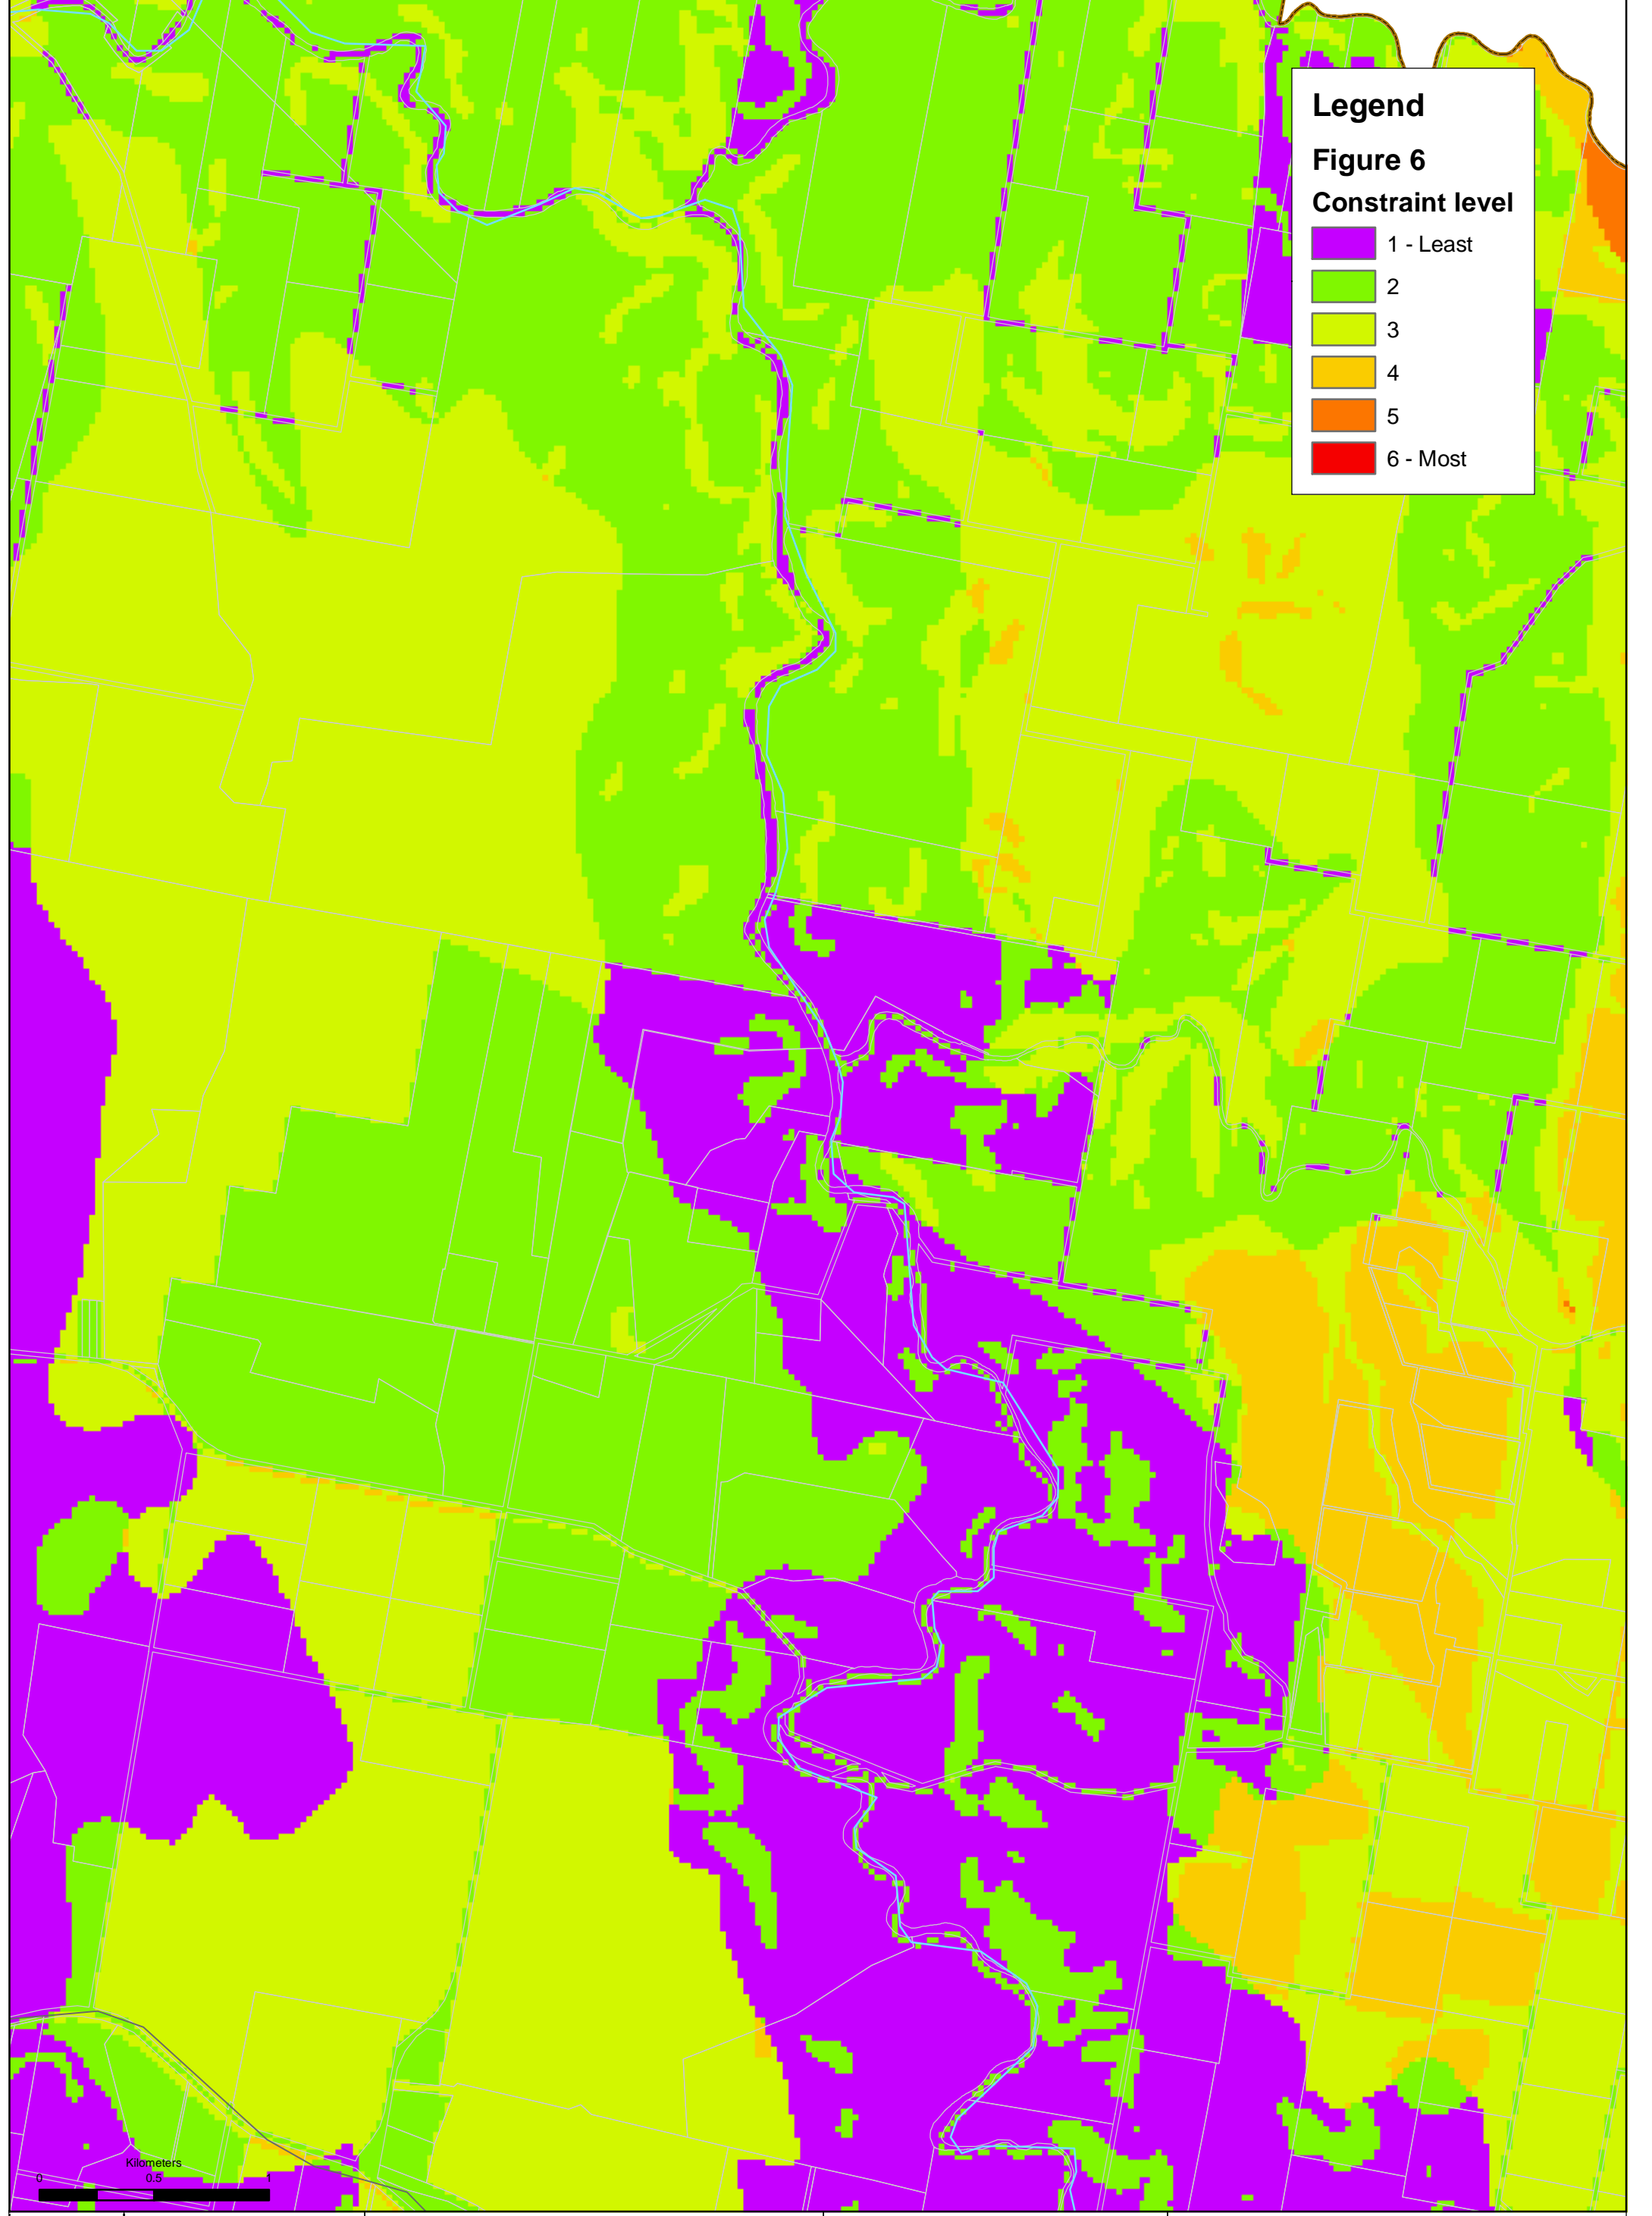 Legend
Figure 6
Constraint level
1 - Least
2
3
4
5
6 - Most
Kilometers
0 0.5 1